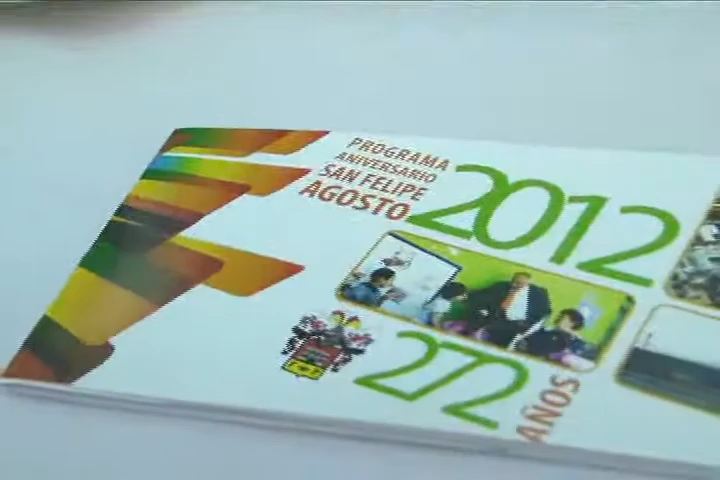 PROGRAMA
ANIVERSARIO
SAN FELIPE
AGOSTO
2012
272
AÑOS